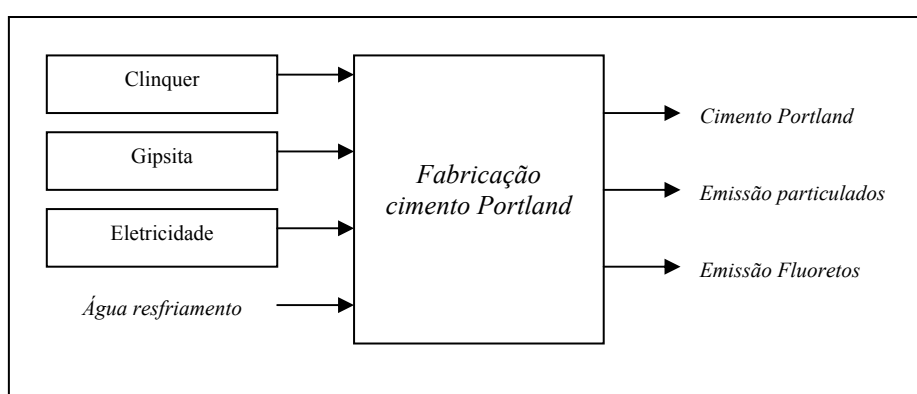 Clinquer
Gipsita
Eletricidade
Água resfriamento
Fabricação
cimento Portland
Cimento Portland
Emissão particulados
Emissão Fluoretos